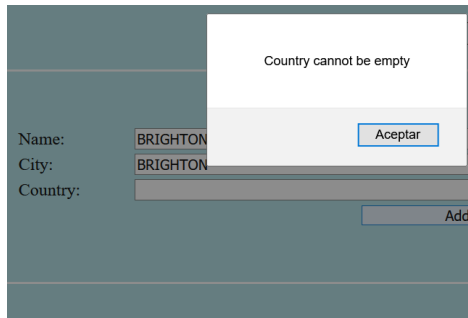 Country cannot be empty
Aceptar
Name: BRIGHTON
City: BRIGHTON
Country:
Add